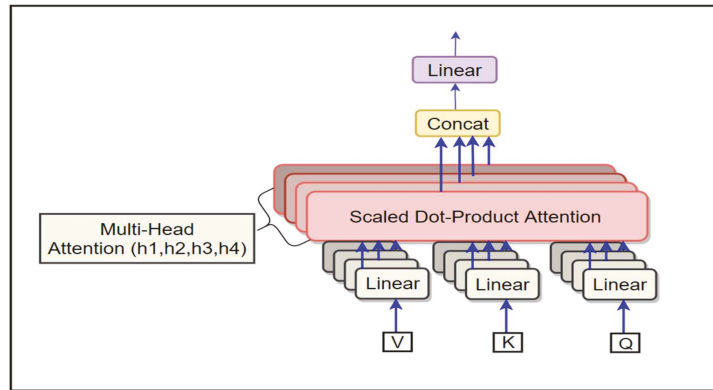 Linear
Concat
Scaled Dot-Product Attention
Multi-Head
Attention (h1,h2,h3,h4)
Linear Linear Linear
V K Q